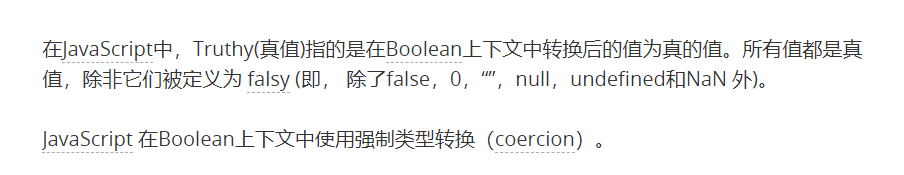 在JavaScript中，Truthy(真值)指的是在Boolean上下文中转换后的值为真的值。所有值都是真
值，除非它们被定义为 falsy (即， 除了false，0，“”，null，undefined和NaN 外)。
JavaScript 在Boolean上下文中使用强制类型转换（coercion）。